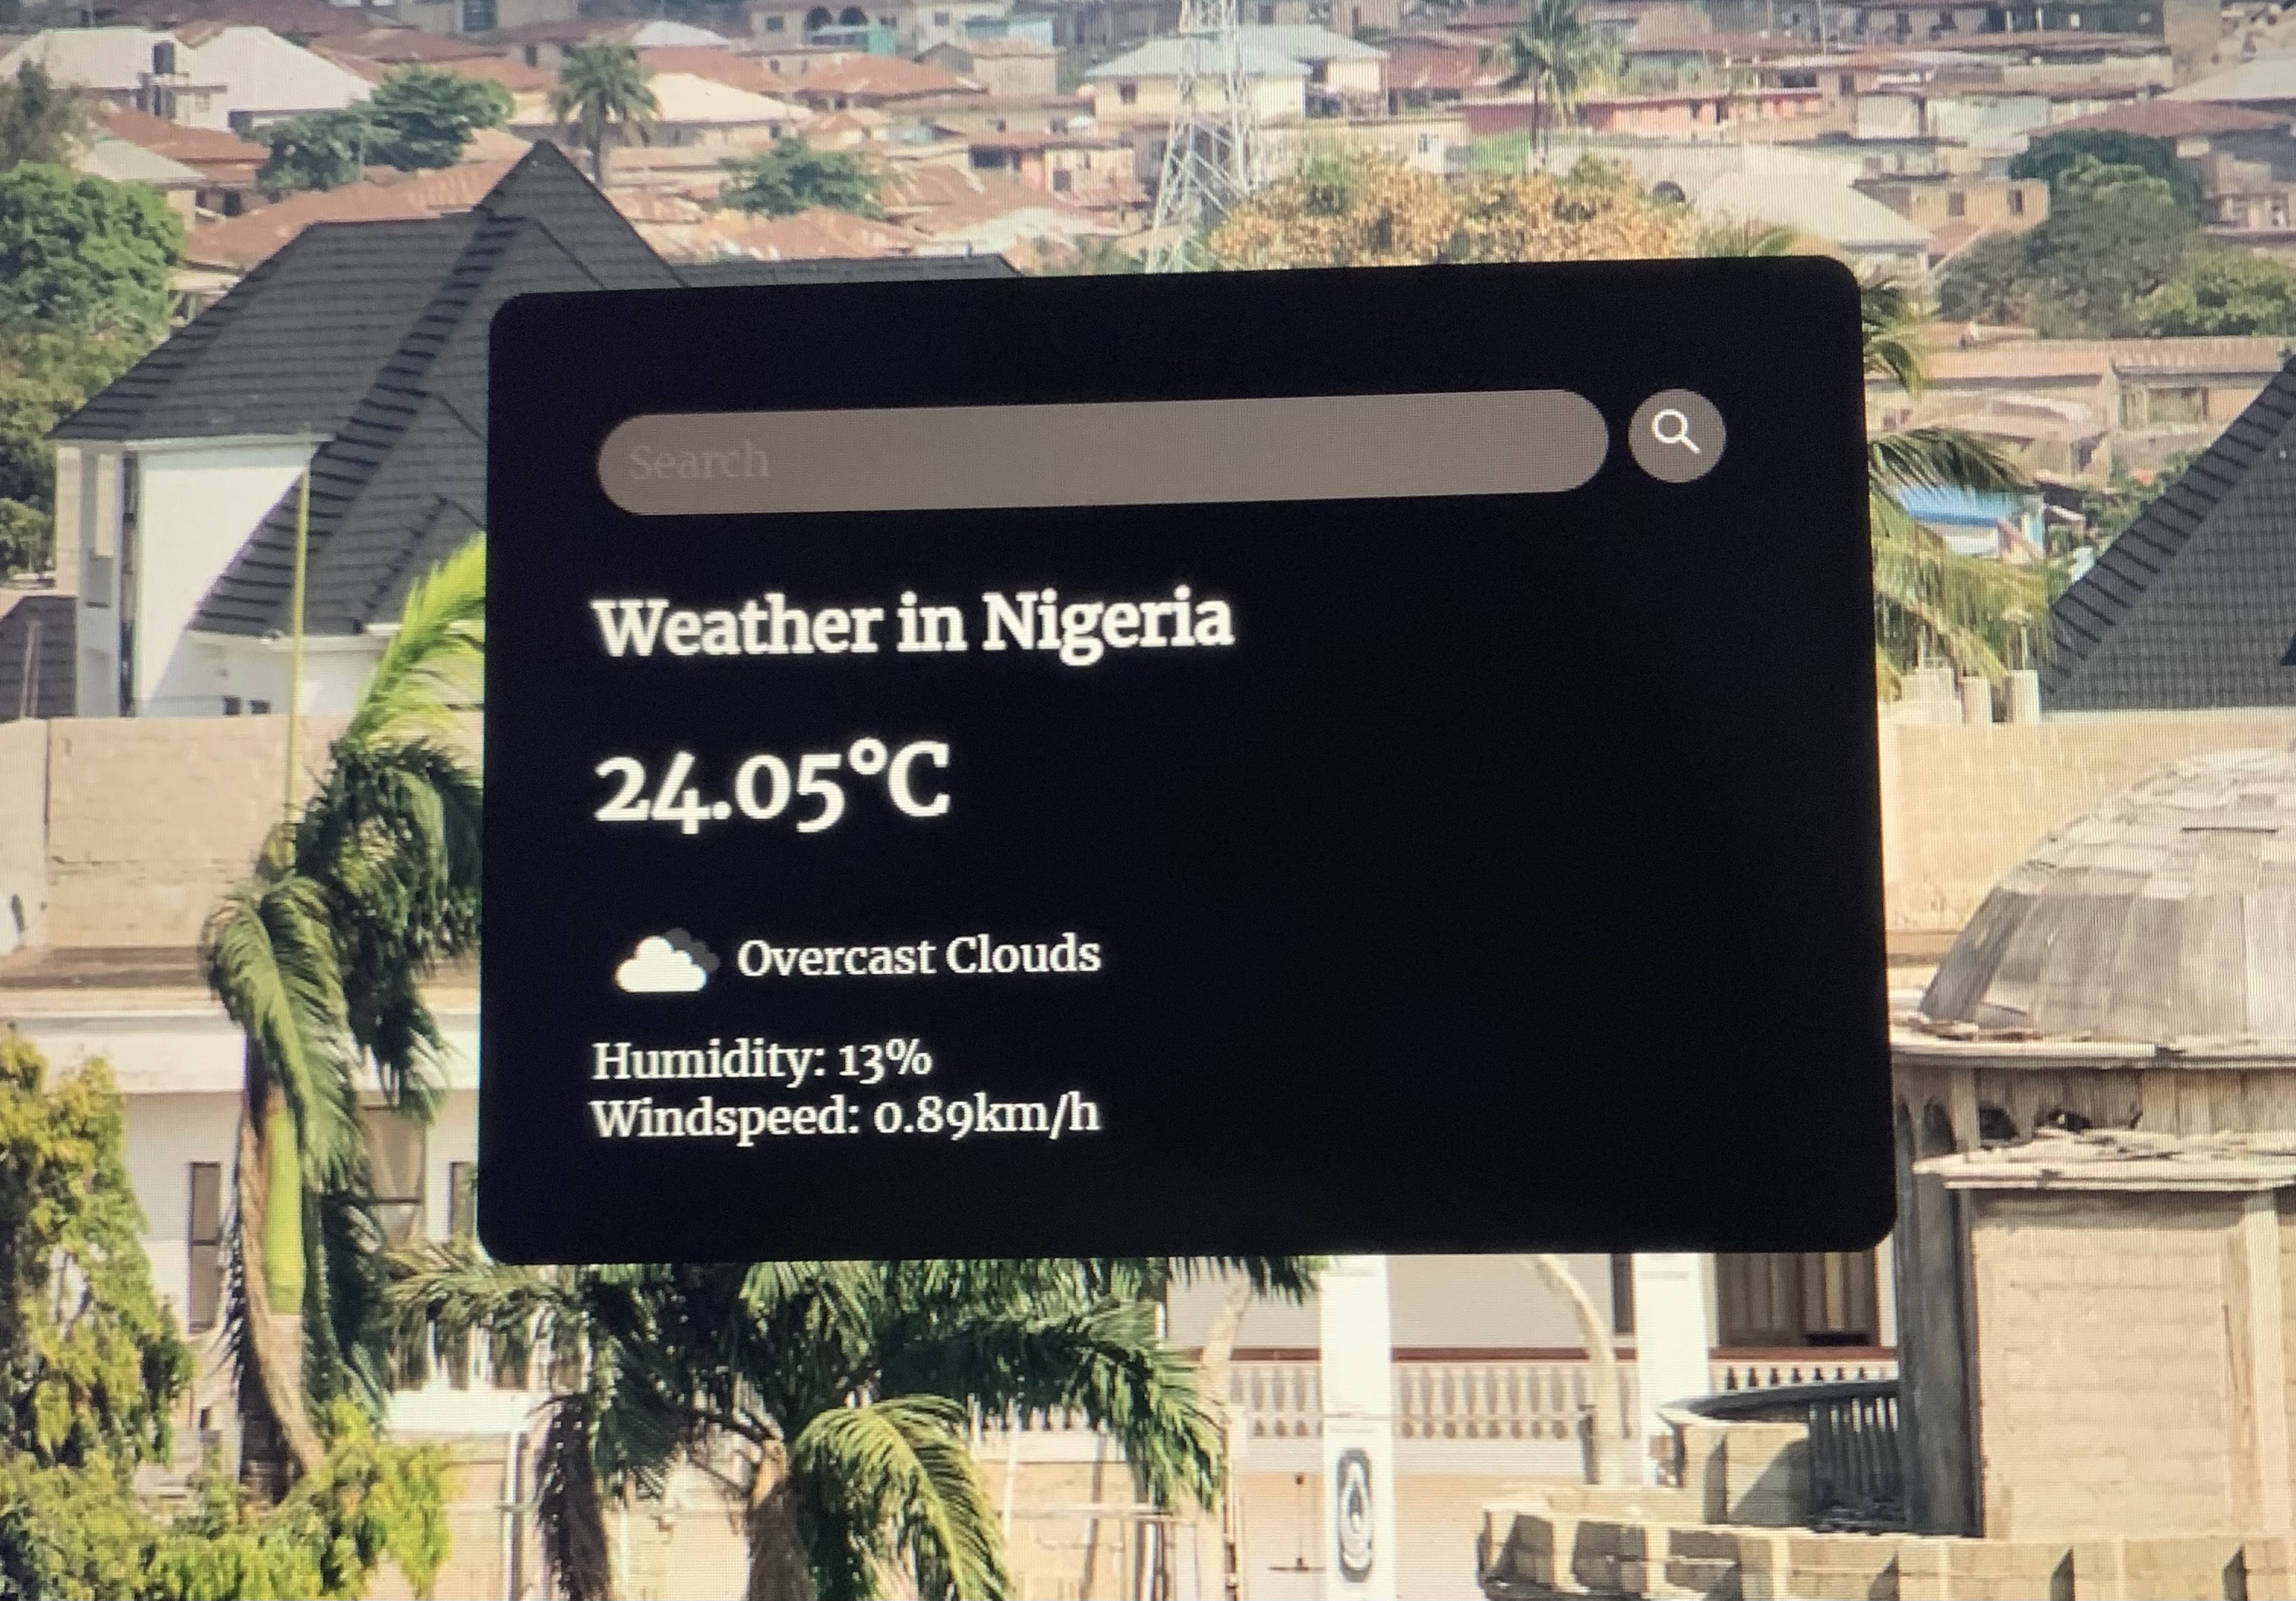 Search
Weather in Nigeria
24.05°C
Overcast Clouds
Humidity: 13%
Windspeed: 0.89km/h